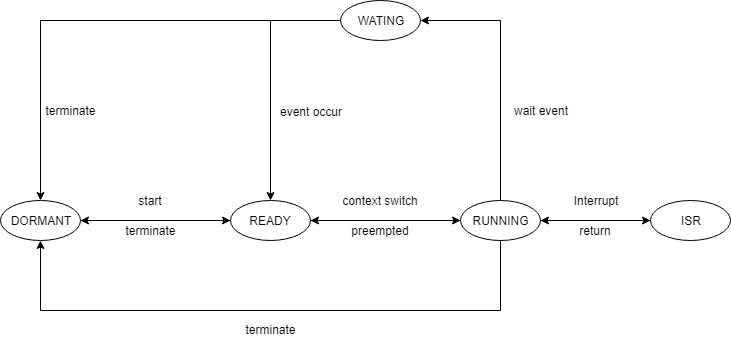 WATING
terminate
event occur
wait event
start
context switch
Interrupt
DORMANT
READY
RUNNING
ISR
terminate
preempted
return
terminate